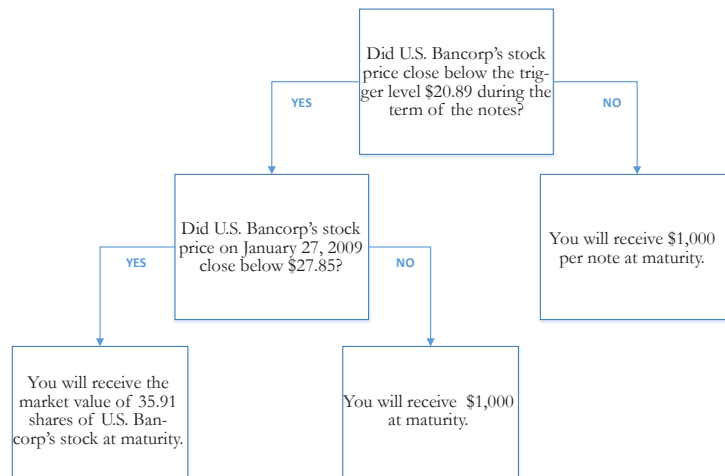 Did U.S. Bancorp's stock
price close below the trig-
ger level $20.89 during the
term of the notes?
YES
NO
Did U.S. Bancorp's stock
price on January 27, 2009
close below $27.85?
You will receive $1,000
per note at maturity.
YES
NO
You will receive the
market value of 35.91
shares of U.S. Ban-
corp's stock at maturity.
You will receive $1,000
at maturity.